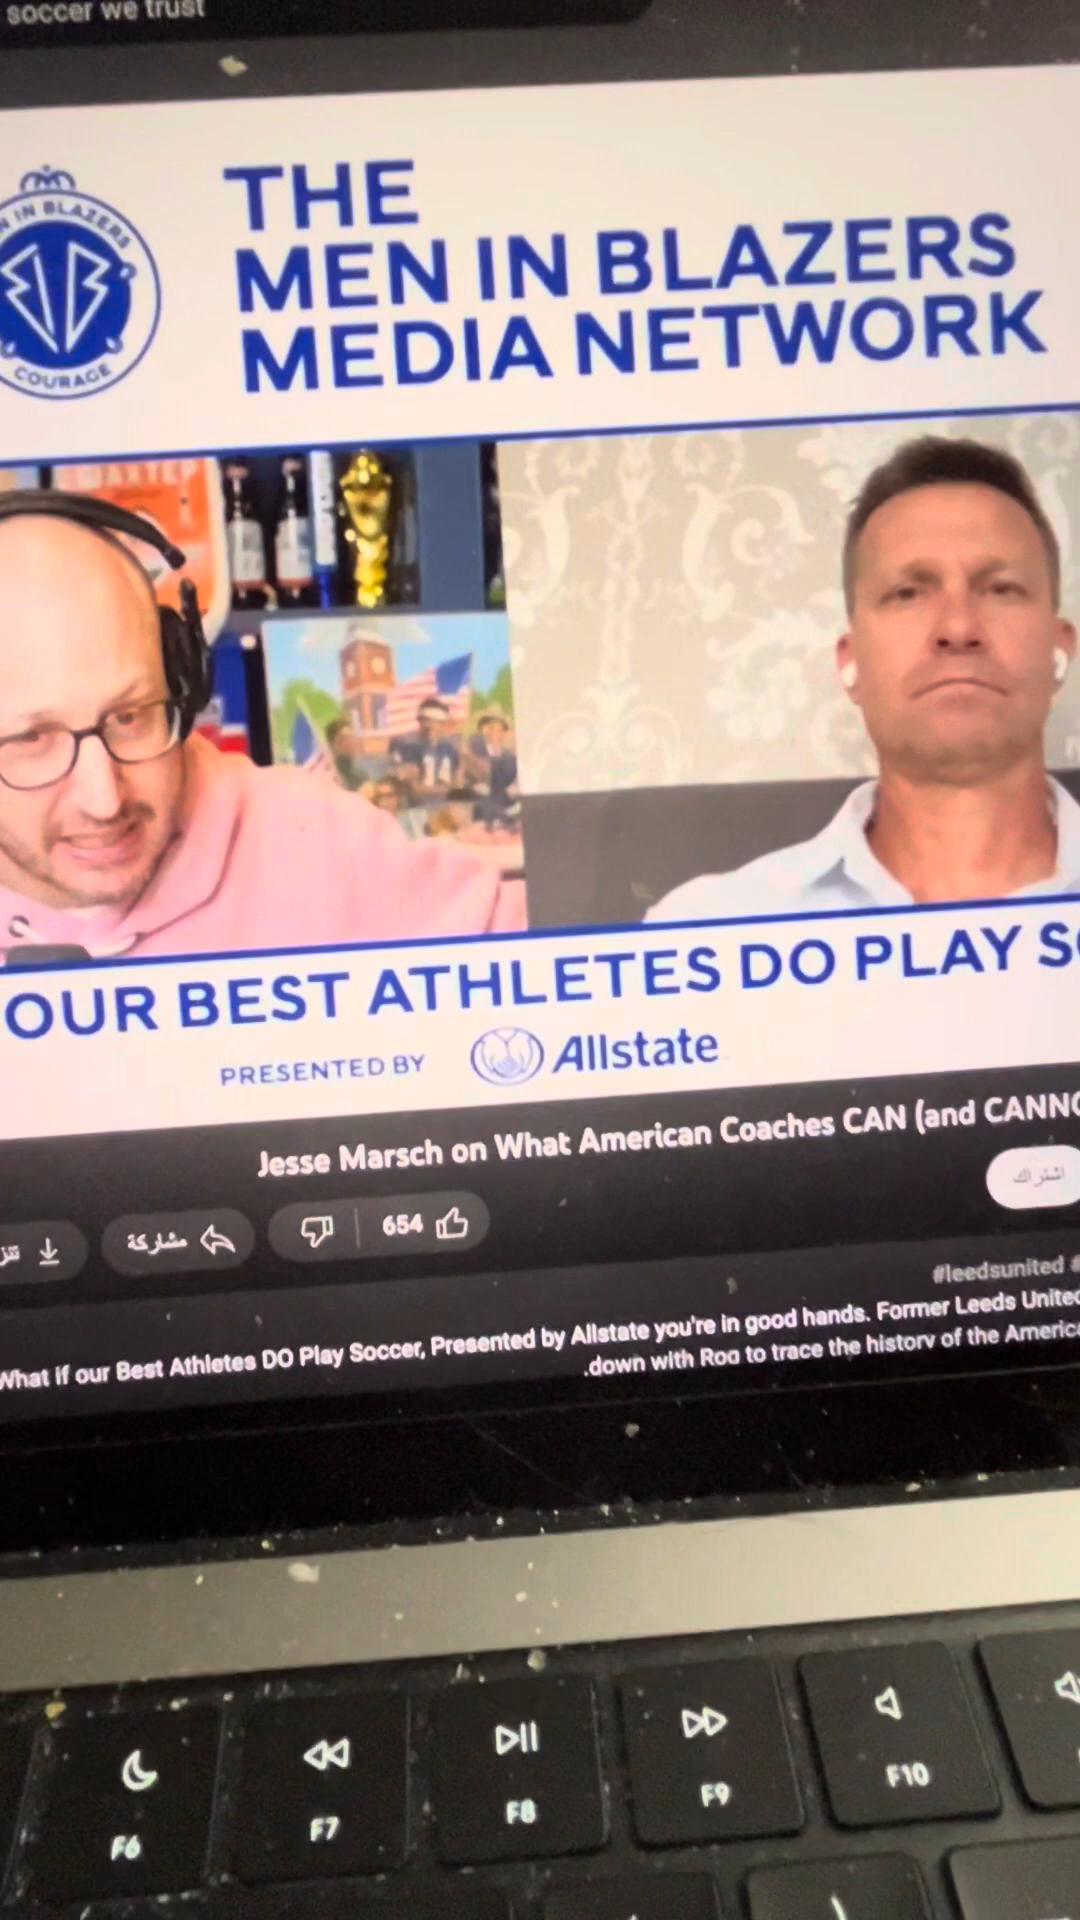 soccer we trust
IN BLAZERS
COURAGE
THE
MEN IN BLAZERS
MEDIA NETWORK
14
OUR BEST ATHLETES DO PLAY
PRESENTED BY Allstate
Jesse Marsch on What American Coaches CAN (and
اشتراك
654
مشاركة
#leedsunited #
What if our Best Athletes DO Play Soccer, Presented by Allstate you're in good hands. Former Leeds United
.down with Rog to trace the history of the
F6
F7
F8
F9
F10